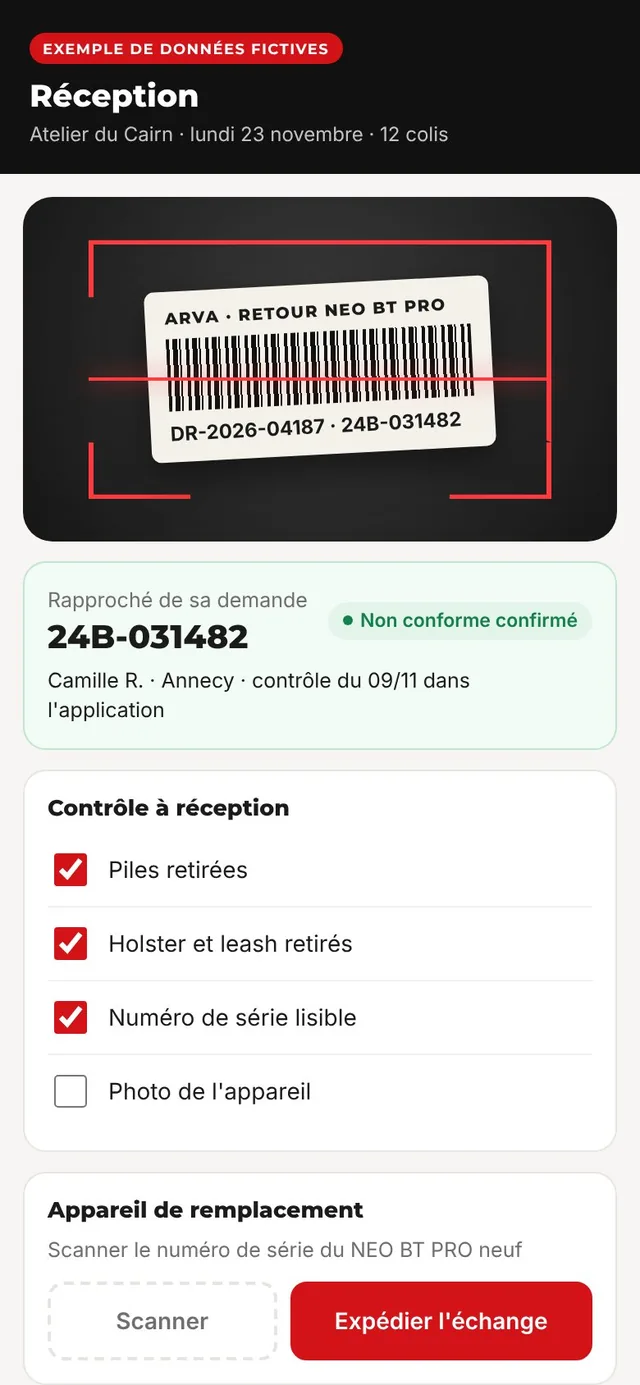 EXEMPLE DE DONNÉES FICTIVES
Réception
Atelier du Cairn · lundi 23 novembre · 12 colis
ARVA · RETOUR NEO BT PRO
DR-2026-04187 · 24B-031482
Rapproché de sa demande
24B-031482
Non conforme confirmé
Camille R. · Annecy · contrôle du 09/11 dans
l'application
Contrôle à réception
Piles retirées
Holster et leash retirés
Numéro de série lisible
Photo de l'appareil
Appareil de remplacement
Scanner le numéro de série du NEO BT PRO neuf
Scanner
Expédier l'échange